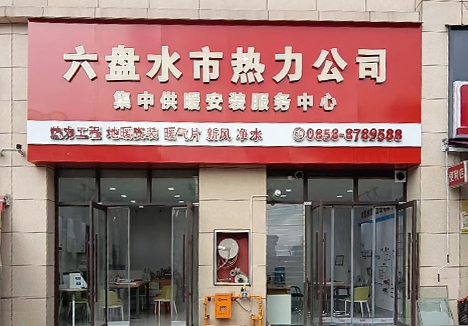 六盘水市热力公司
集中供暖安装服务中心
热力工程 地暖安装 暖气片 新风 净水 0858-8789588